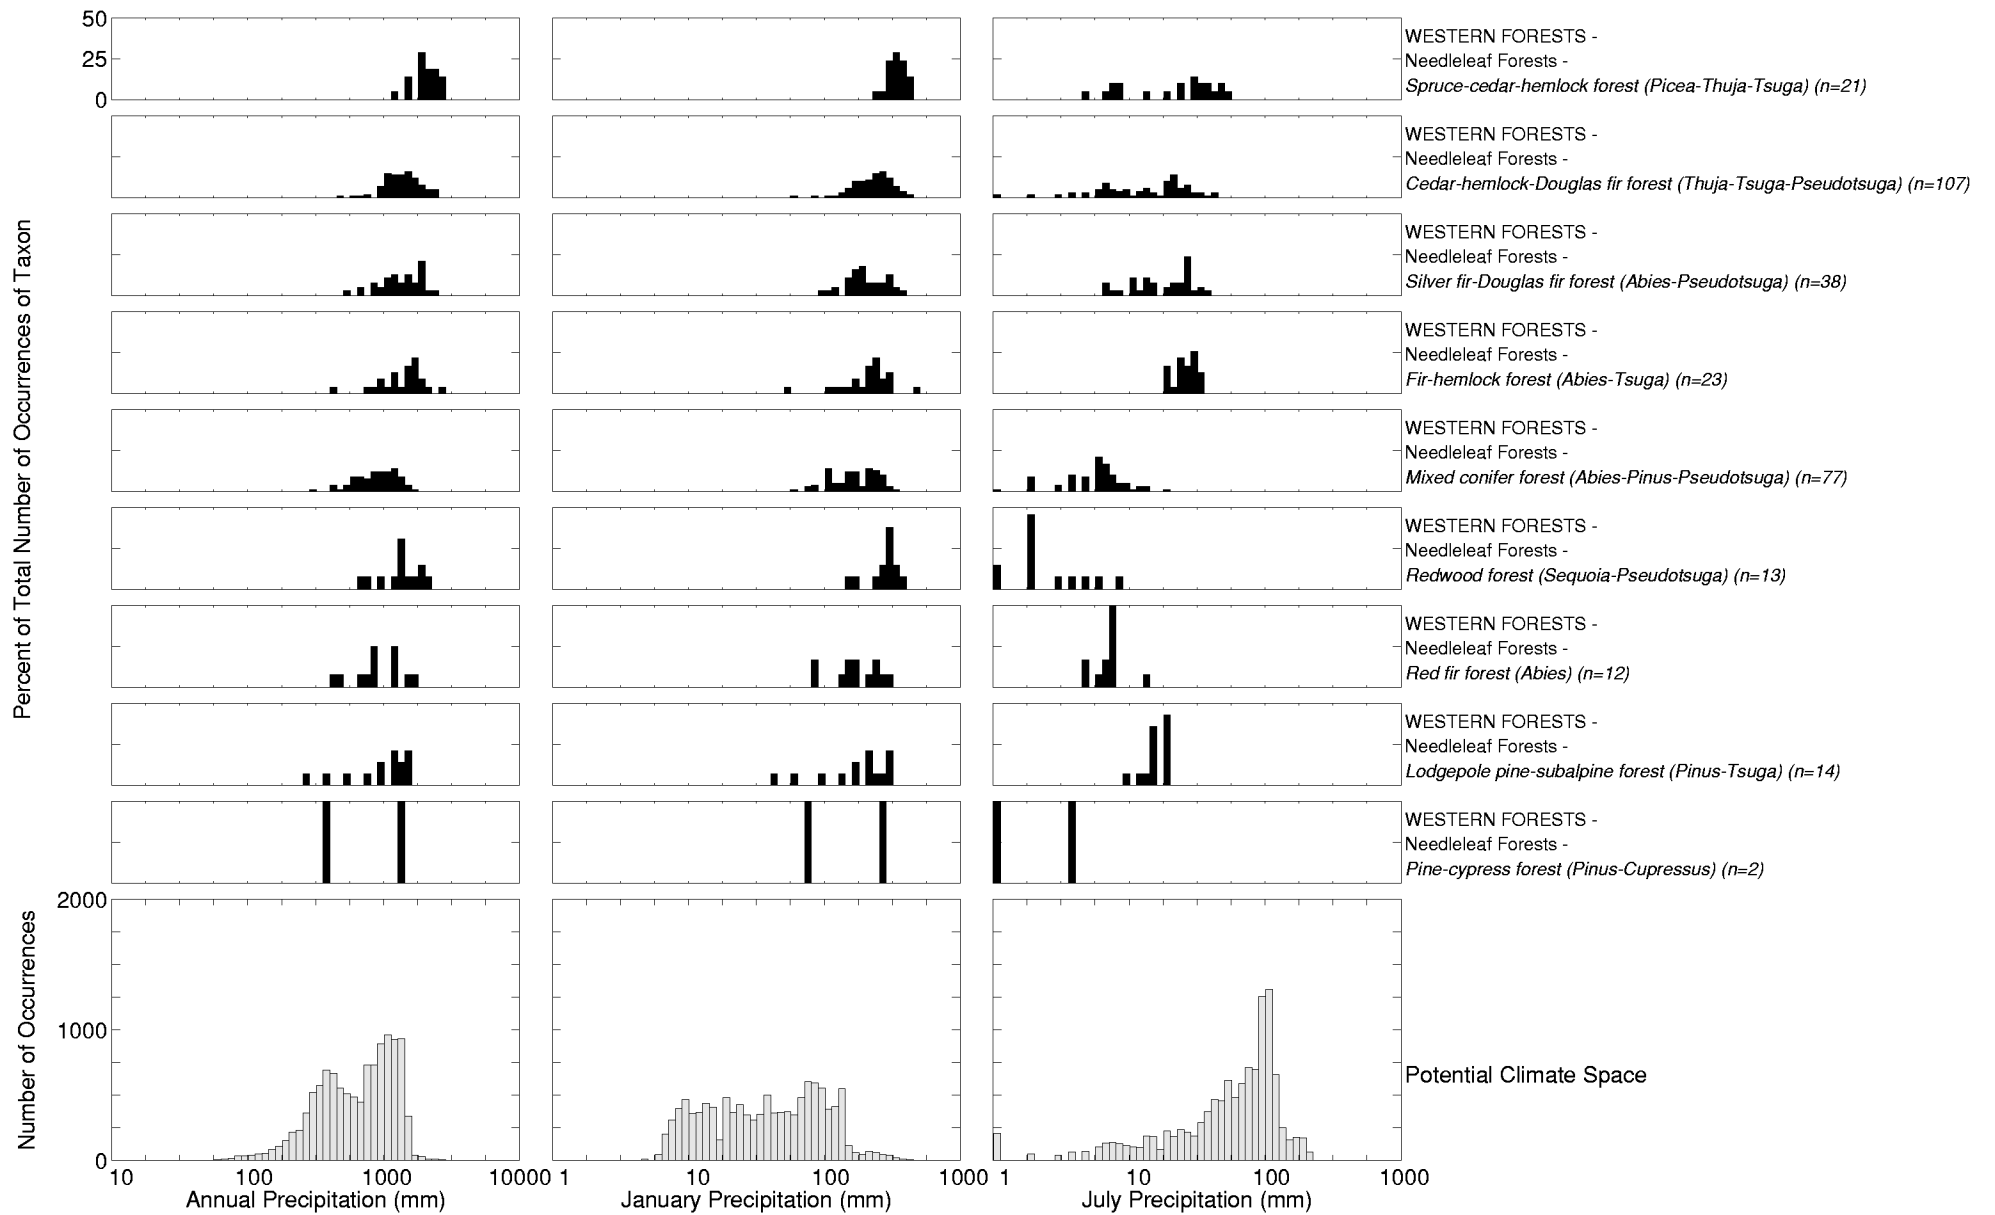 50
25
0
WESTERN FORESTS -
Needleleaf Forests -
Spruce-cedar-hemlock forest (Picea-Thuja-Tsuga) (n=21)
WESTERN FORESTS -
Needleleaf Forests -
Cedar-hemlock-Douglas fir forest (Thuja-Tsuga-Pseudotsuga) (n=107)
WESTERN FORESTS -
Needleleaf Forests -
Silver fir-Douglas fir forest (Abies-Pseudotsuga) (n=38)
WESTERN FORESTS -
Needleleaf Forests -
Fir-hemlock forest (Abies-Tsuga) (n=23)
WESTERN FORESTS -
Needleleaf Forests -
Mixed conifer forest (Abies-Pinus-Pseudotsuga) (n=77)
WESTERN FORESTS -
Needleleaf Forests -
Redwood forest (Sequoia-Pseudotsuga) (n=13)
WESTERN FORESTS -
Needleleaf Forests -
Red fir forest (Abies) (n=12)
WESTERN FORESTS -
Needleleaf Forests -
Lodgepole pine-subalpine forest (Pinus-Tsuga) (n=14)
WESTERN FORESTS -
Needleleaf Forests -
Pine-cypress forest (Pinus-Cupressus) (n=2)
Percent of Total Number of Occurrences of Taxon
2000
1000
0
Number of Occurrences
Potential Climate Space
10 100 1000 10000
1 10 100 1000
1 10 100 1000
Annual Precipitation (mm)
January Precipitation (mm)
July Precipitation (mm)